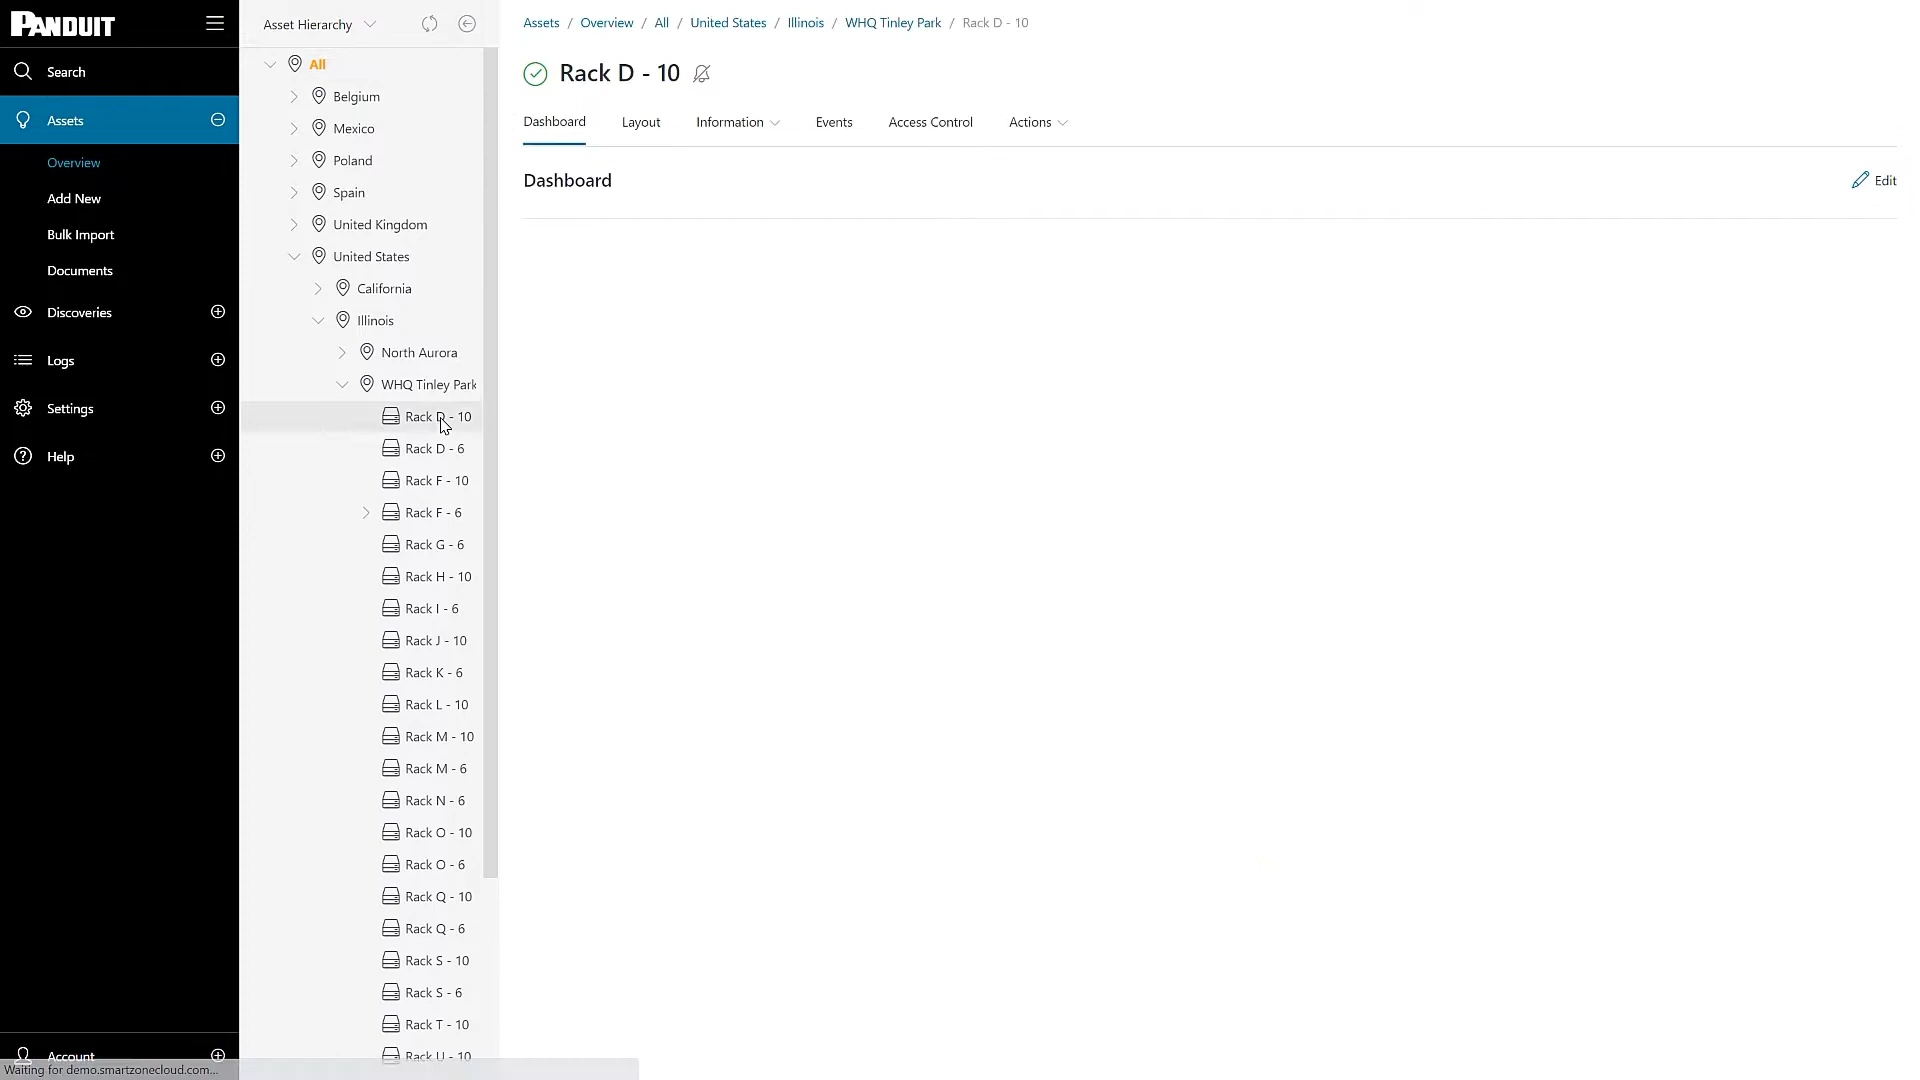 PANDUIT
Search
Assets
Overview
Add New
Bulk Import
Documents
Discoveries
Logs
Settings
Help
Account
Waiting for demo.smartzonecloud.com...
Asset Hierarchy
All
Belgium
Mexico
Poland
Spain
United Kingdom
United States
California
Illinois
North Aurora
WHQ Tinley Park
Rack D - 10
Rack D - 6
Rack F - 10
Rack F - 6
Rack G - 6
Rack H - 10
Rack I - 6
Rack J - 10
Rack K - 6
Rack L - 10
Rack M - 10
Rack M - 6
Rack N - 6
Rack O - 10
Rack O - 6
Rack Q - 10
Rack Q - 6
Rack S - 10
Rack S - 6
Rack T - 10
Rack U - 10
Assets / Overview / All / United States / Illinois / WHQ Tinley Park / Rack D - 10
Rack D - 10
Dashboard Layout Information Events Access Control Actions
Dashboard Edit